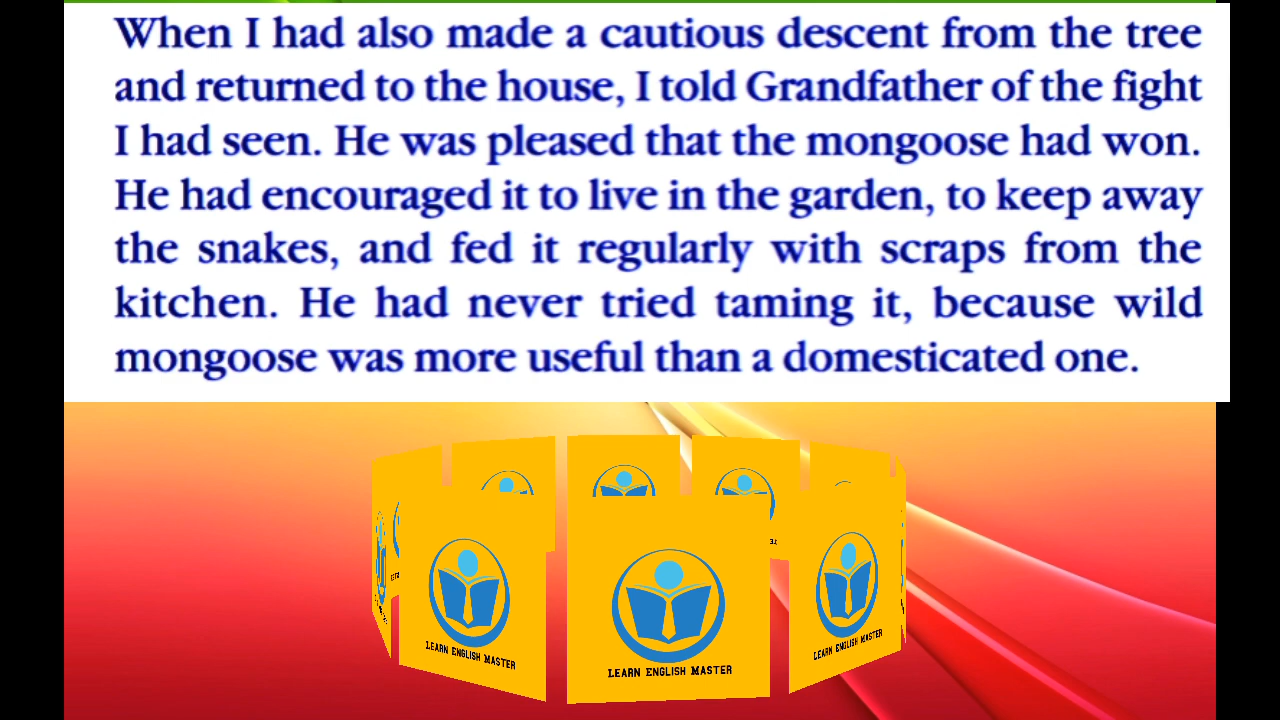 When I had also made a cautious descent from the tree
and returned to the house, I told Grandfather of the fight
I had seen. He was pleased that the mongoose had won.
He had encouraged it to live in the garden, to keep away
the snakes, and fed it regularly with scraps from the
kitchen. He had never tried taming it, because wild
mongoose was more useful than a domesticated one.
LEARN ENGLISH MASTER
LEARN ENGLISH MASTER
LEARN ENGLISH MASTER